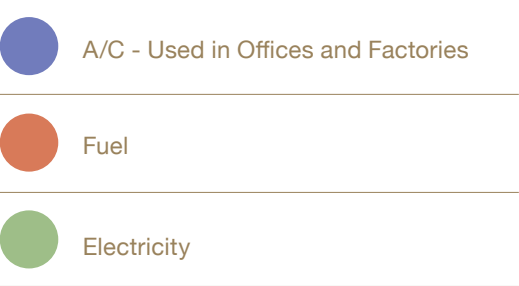 A/C - Used in Offices and Factories
Fuel
Electricity